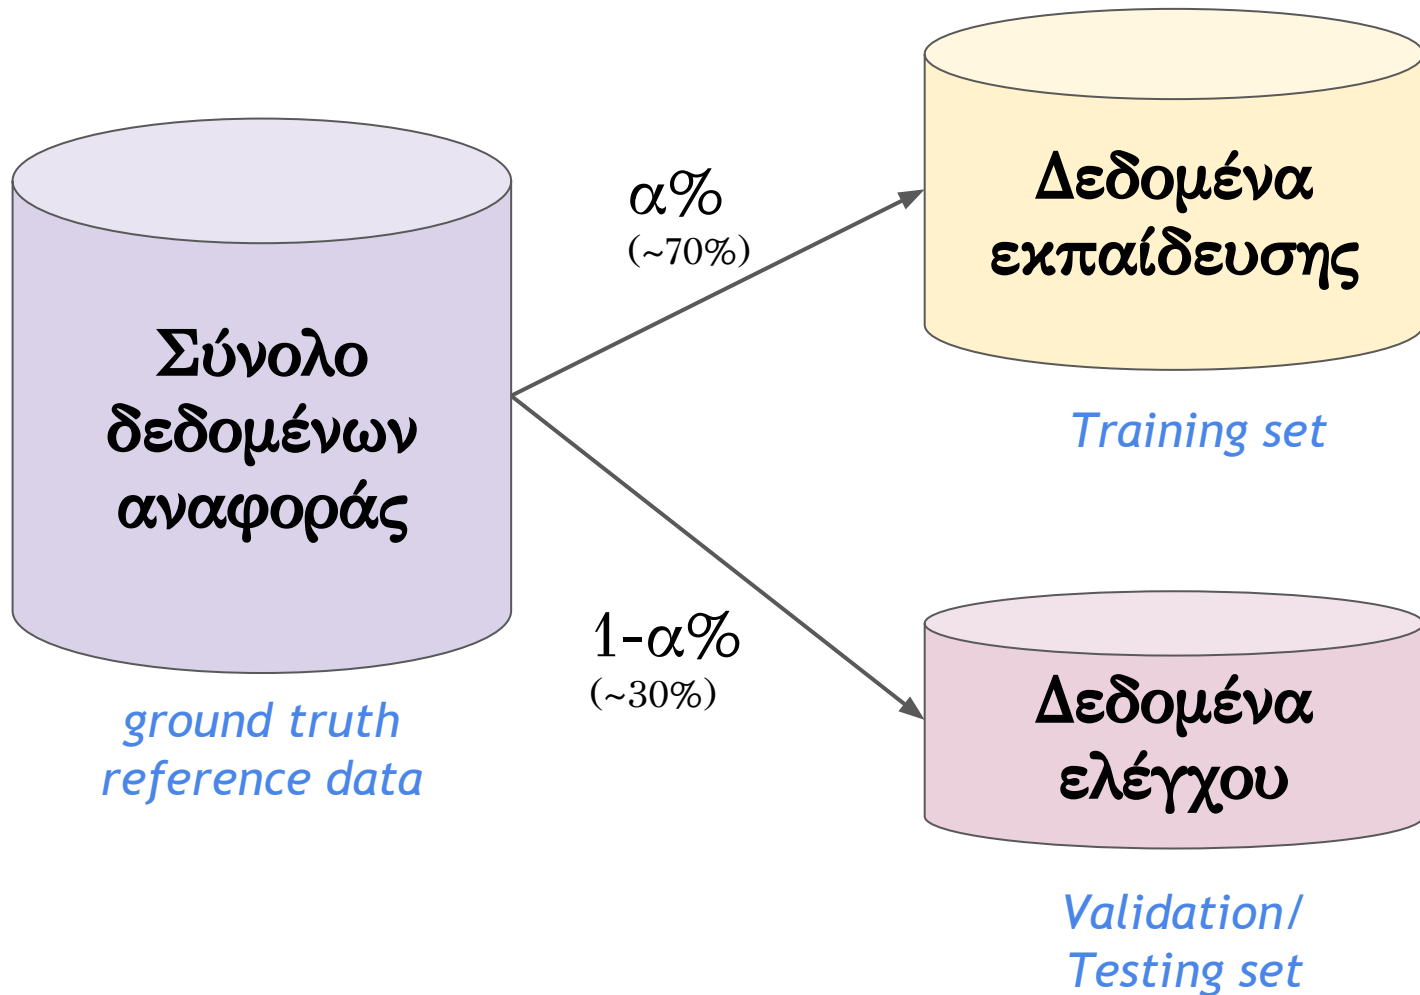 Σύνολο
δεδομένων
αναφοράς
ground truth
reference data
α%
(~70%)
Δεδομένα
εκπαίδευσης
Training set
1-α%
(~30%)
Δεδομένα
ελέγχου
Validation/
Testing set